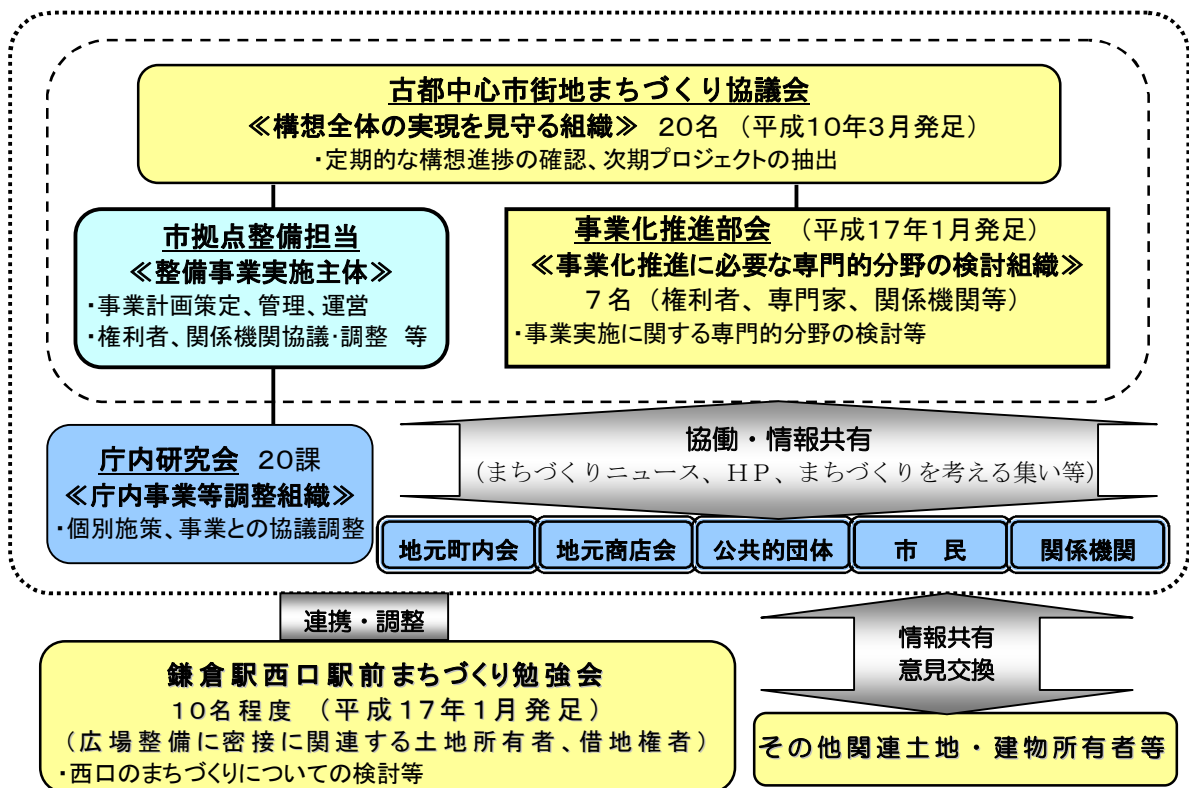 古都中心市街地まちづくり協議会
≪構想全体の実現を見守る組織≫ 20名 (平成10年3月発足)
・定期的な構想進捗の確認、次期プロジェクトの抽出
市拠点整備担当
≪整備事業実施主体≫
・事業計画策定、管理、運営
・権利者、関係機関協議・調整 等
事業化推進部会 (平成17年1月発足)
≪事業化推進に必要な専門的分野の検討組織≫
7名 (権利者、専門家、関係機関等)
・事業実施に関する専門的分野の検討等
庁内研究会 20課
≪庁内事業等調整組織≫
・個別施策、事業との協議調整
協働・情報共有
(まちづくりニュース、HP、まちづくりを考える集い等)
地元町内会
地元商店会
公共的団体
市 民
関係機関
連携・調整
鎌倉駅西口駅前まちづくり勉強会
10名程度 (平成17年1月発足)
(広場整備に密接に関連する土地所有者、借地権者)
・西口のまちづくりについての検討等
情報共有
意見交換
その他関連土地・建物所有者等